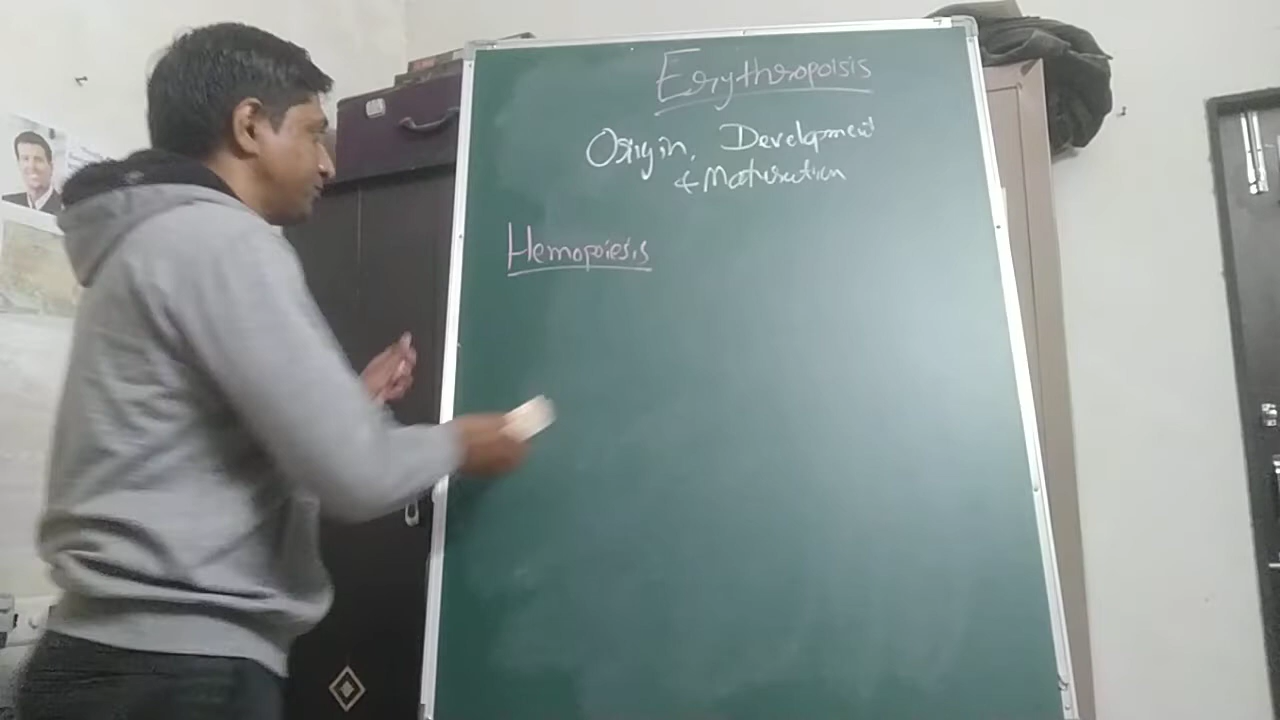 Erythropoisis
Origin, Development
& Maturation
Hemopoiesis